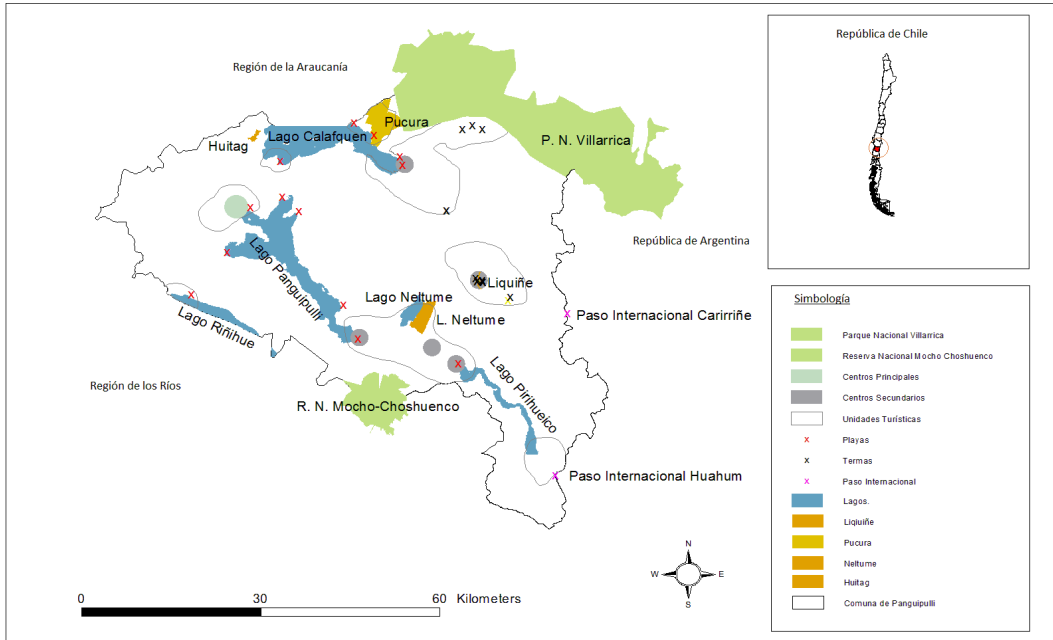 República de Chile
Región de la Araucanía
Pucura
Lago Calafquen
Huitag
P. N. Villarrica
República de Argentina
Lago Panguipulli
Liquiñe
Lago Neltume
L. Neltume
Paso Internacional Carirriñe
Lago Riñihue
Lago Pirihueico
Región de los Ríos
R. N. Mocho-Choshuenco
Paso Internacional Huahum
N
W
E
S
0
30
60
Kilometers
Simbología
Parque Nacional Villarrica
Reserva Nacional Mocho Choshuenco
Centros Principales
Centros Secundarios
Unidades Turísticas
Playas
Termas
Paso Internacional
Lagos.
Liqiuiñe
Pucura
Neltume
Huitag
Comuna de Panguipulli